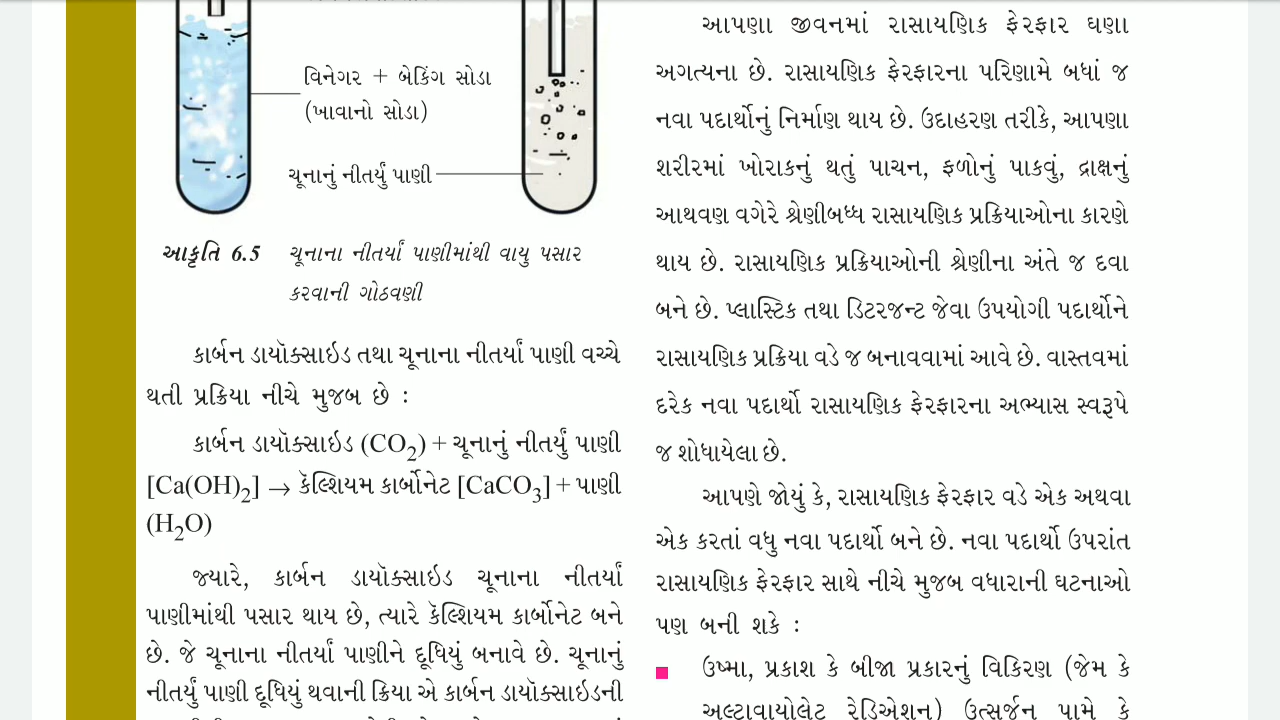 વિનેગર + બેકિંગ સોડા
(ખાવાનો સોડા)
ચૂનાનું નીતર્યું પાણી
આકૃતિ 6.5 ચૂનાના નીતર્યાં પાણીમાંથી વાયુ પસાર
કરવાની ગોઠવણી
કાર્બન ડાયૉક્સાઇડ તથા ચૂનાના નીતર્યાં પાણી વચ્ચે
થતી પ્રક્રિયા નીચે મુજબ છે :
કાર્બન ડાયૉક્સાઇડ (CO₂) + ચૂનાનું નીતર્યું પાણી
[Ca(OH)₂] → કૅલ્શિયમ કાર્બોનેટ [CaCO₃] + પાણી
(H₂O)
જ્યારે, કાર્બન ડાયૉક્સાઇડ ચૂનાના નીતર્યાં
પાણીમાંથી પસાર થાય છે, ત્યારે કૅલ્શિયમ કાર્બોનેટ બને
છે. જે ચૂનાના નીતર્યાં પાણીને દૂધિયું બનાવે છે. ચૂનાનું
નીતર્યું પાણી દૂધિયું થવાની ક્રિયા એ કાર્બન ડાયૉક્સાઇડની
આપણા જીવનમાં રાસાયણિક ફેરફાર ઘણા
અગત્યના છે. રાસાયણિક ફેરફારના પરિણામે બધાં જ
નવા પદાર્થોનું નિર્માણ થાય છે. ઉદાહરણ તરીકે, આપણા
શરીરમાં ખોરાકનું થતું પાચન, ફળોનું પાકવું, દ્રાક્ષનું
આથવણ વગેરે શ્રેણીબધ્ધ રાસાયણિક પ્રક્રિયાઓના કારણે
થાય છે. રાસાયણિક પ્રક્રિયાઓની શ્રેણીના અંતે જ દવા
બને છે. પ્લાસ્ટિક તથા ડિટરજન્ટ જેવા ઉપયોગી પદાર્થોને
રાસાયણિક પ્રક્રિયા વડે જ બનાવવામાં આવે છે. વાસ્તવમાં
દરેક નવા પદાર્થો રાસાયણિક ફેરફારના અભ્યાસ સ્વરૂપે
જ શોધાયેલા છે.
આપણે જોયું કે, રાસાયણિક ફેરફાર વડે એક અથવા
એક કરતાં વધુ નવા પદાર્થો બને છે. નવા પદાર્થો ઉપરાંત
રાસાયણિક ફેરફાર સાથે નીચે મુજબ વધારાની ઘટનાઓ
પણ બની શકે :
ઉષ્મા, પ્રકાશ કે બીજા પ્રકારનું વિકિરણ (જેમ કે
અલ્ટાવાયોલેટ રેડિએશન) ઉત્સર્જન પામે કે